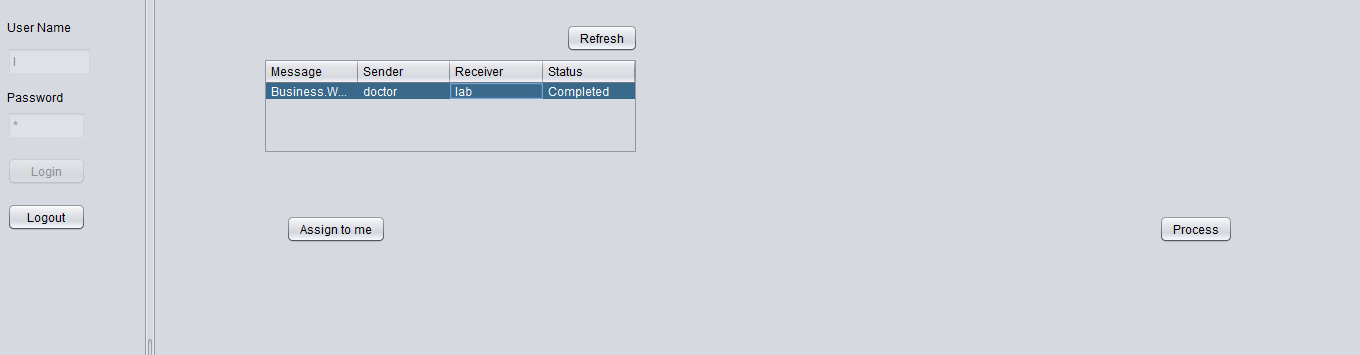 User Name
l
Password
*
Login
Logout
Refresh
Message Sender Receiver Status
Business.W... doctor lab Completed
Assign to me
Process